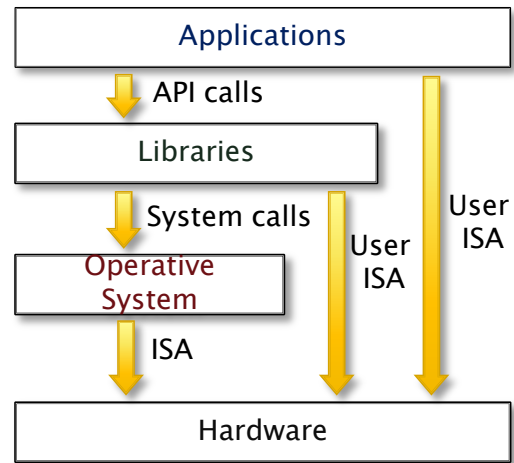 Applications
API calls
Libraries
System calls
User
ISA
User
ISA
Operative
System
ISA
Hardware